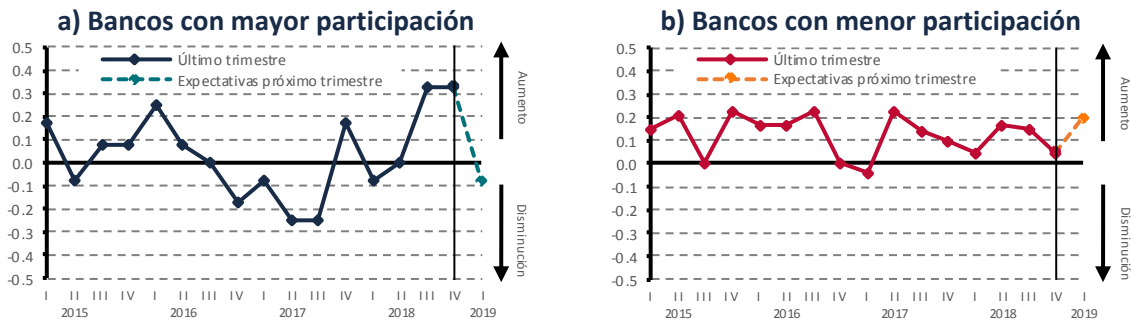 a) Bancos con mayor participación
0.5
0.4
0.3
0.2
0.1
0.0
-0.1
-0.2
-0.3
-0.4
-0.5
Último trimestre
Expectativas próximo trimestre
Aumento
Disminución
I II III IV I II III IV I II III IV I II III IV I
2015 2016 2017 2018 2019
b) Bancos con menor participación
0.5
0.4
0.3
0.2
0.1
0.0
-0.1
-0.2
-0.3
-0.4
-0.5
Último trimestre
Expectativas próximo trimestre
Aumento
Disminución
I II III IV I II III IV I II III IV I II III IV I
2015 2016 2017 2018 2019